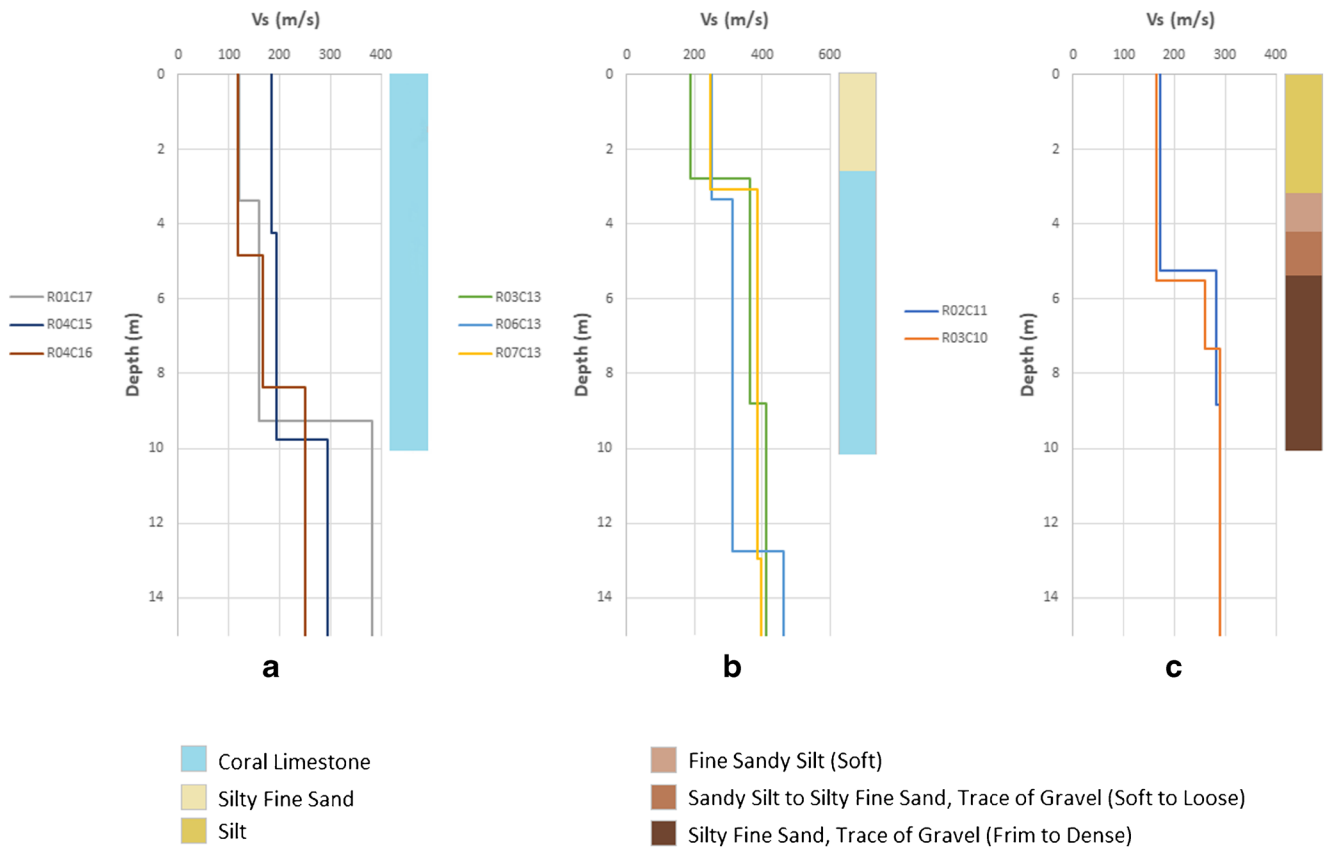 Vs (m/s)
0 100 200 300 400
0
2
4
6
8
10
12
14
Depth (m)
R01C17
R04C15
R04C16
a
Vs (m/s)
0 200 400 600
0
2
4
6
8
10
12
14
Depth (m)
R03C13
R06C13
R07C13
b
Vs (m/s)
0 100 200 300 400
0
2
4
6
8
10
12
14
Depth (m)
R02C11
R03C10
c
Coral Limestone
Silty Fine Sand
Silt
Fine Sandy Silt (Soft)
Sandy Silt to Silty Fine Sand, Trace of Gravel (Soft to Loose)
Silty Fine Sand, Trace of Gravel (Frim to Dense)